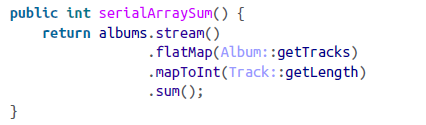 public int serialArraySum() {
    return albums.stream()
                 .flatMap(Album::getTracks)
                 .mapToInt(Track::getLength)
                 .sum();
}